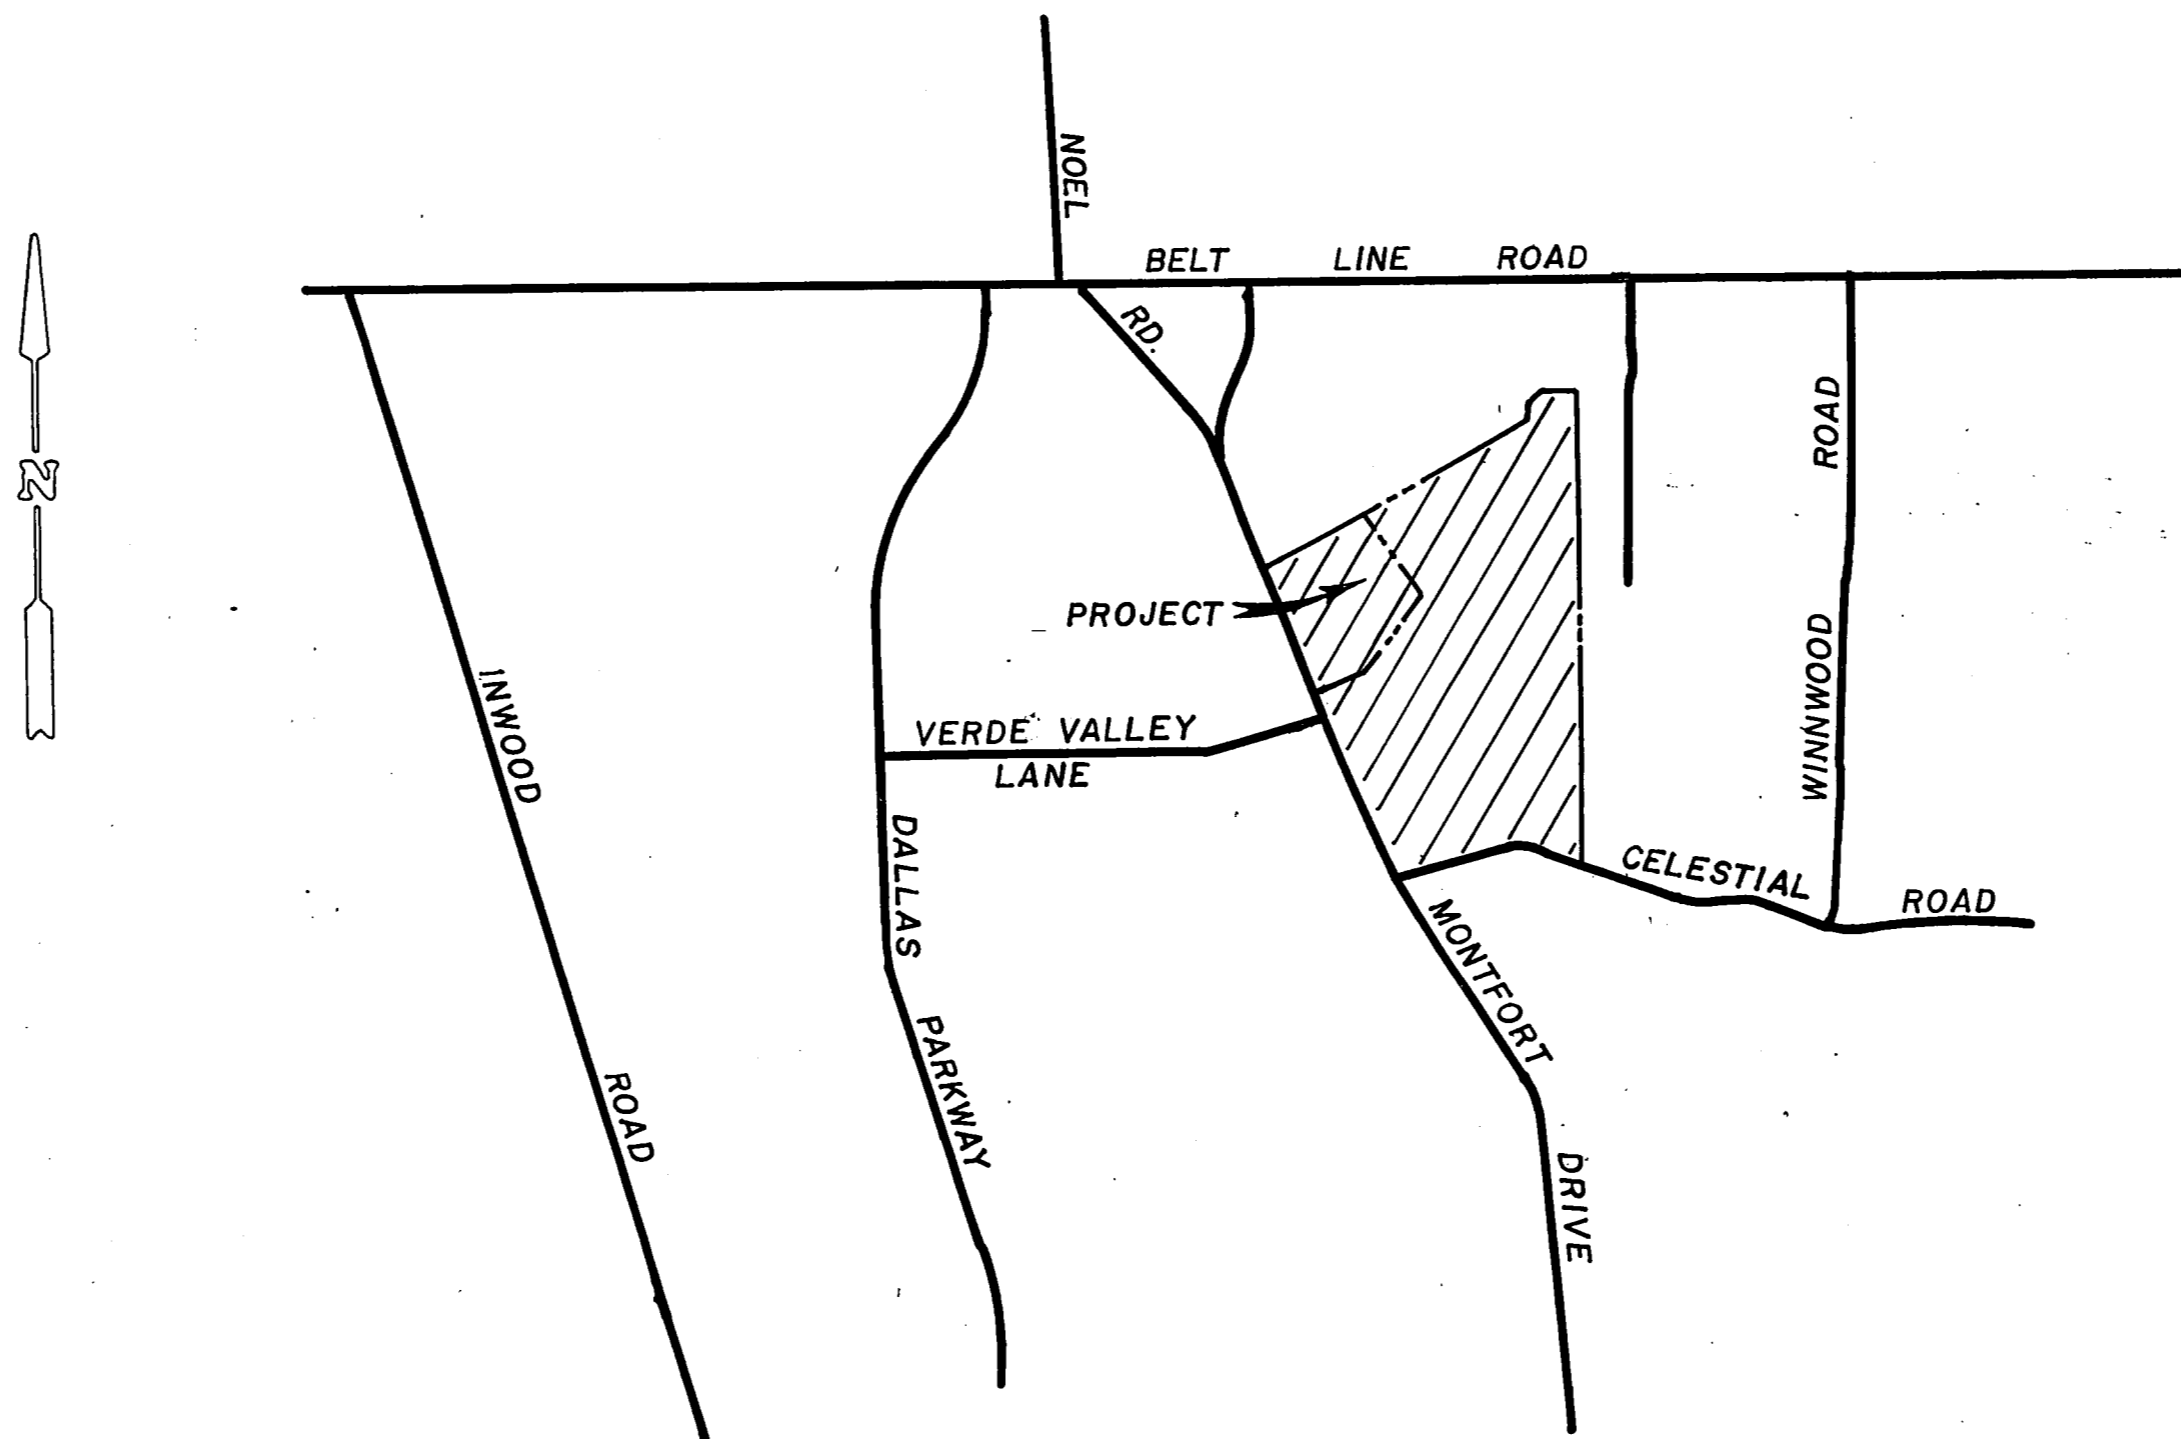 NOEL
BELT LINE ROAD
RD.
N
ROAD
PROJECT
WINNWOOD
INWOOD
VERDE VALLEY
LANE
DALLAS
CELESTIAL
ROAD
MONTFORT
PARKWAY
ROAD
DRIVE